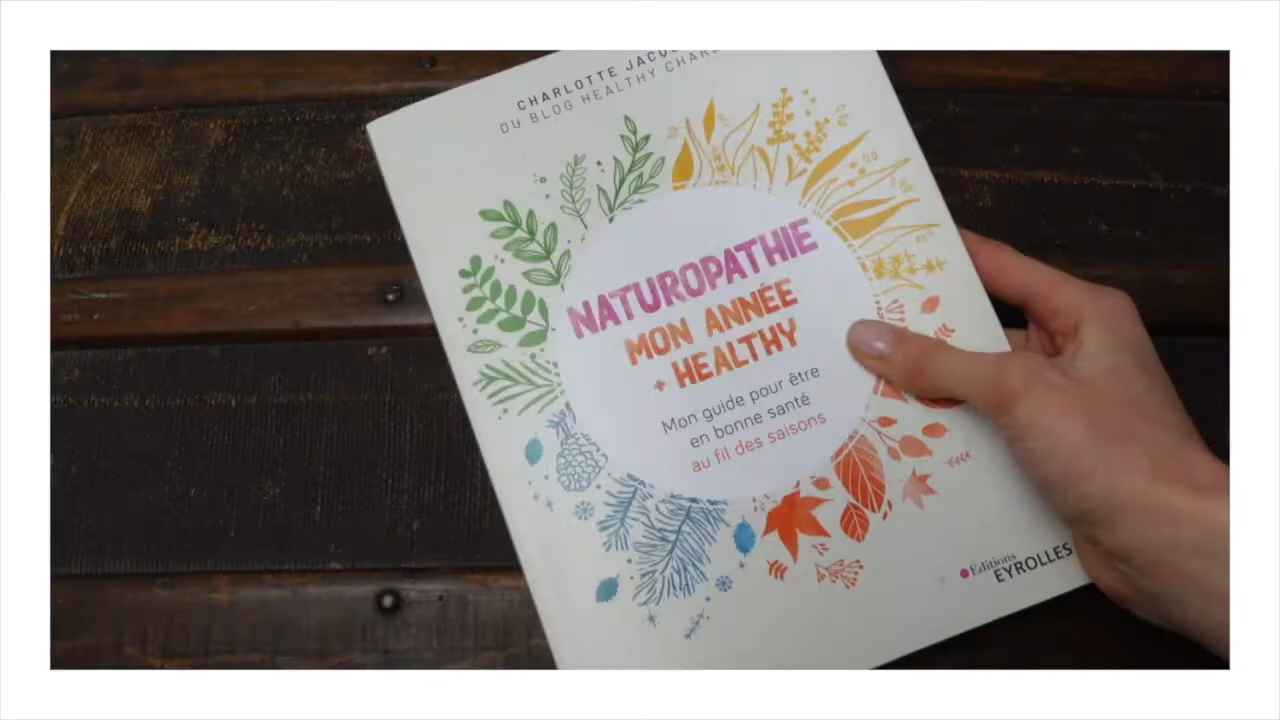 CHARLOTTE
DU BLOG HEALTHY
NATUROPATHIE
MON ANNÉE
+ HEALTHY
Mon guide pour être
en bonne santé
au fil des saisons
Éditions
EYROLLES